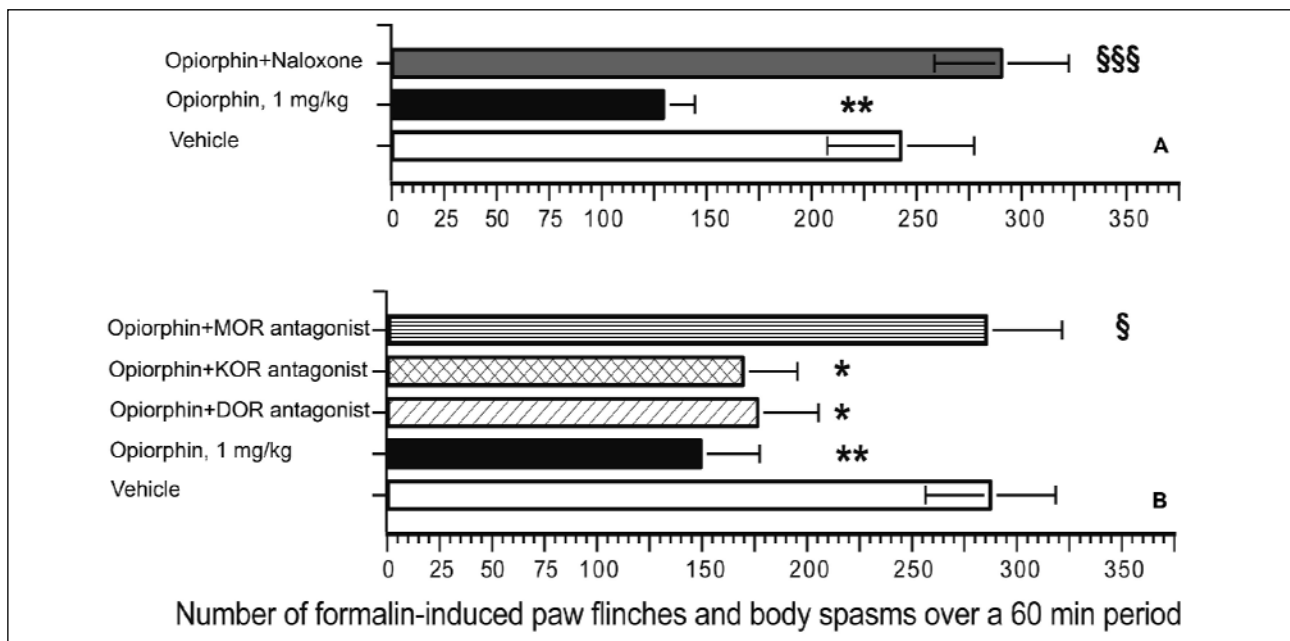 Opiorphin+Naloxone
§§§
Opiorphin, 1 mg/kg
**
Vehicle
A
0 25 50 75 100 150 200 250 300 350
Opiorphin+MOR antagonist
§
Opiorphin+KOR antagonist
*
Opiorphin+DOR antagonist
*
Opiorphin, 1 mg/kg
**
Vehicle
B
0 25 50 75 100 150 200 250 300 350
Number of formalin-induced paw flinches and body spasms over a 60 min period